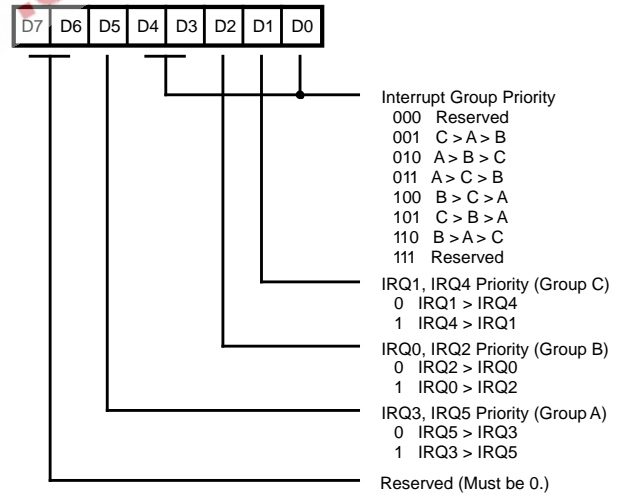 D7 D6 D5 D4 D3 D2 D1 D0
Interrupt Group Priority
000 Reserved
001 C > A > B
010 A > B > C
011 A > C > B
100 B > C > A
101 C > B > A
110 B > A > C
111 Reserved
IRQ1, IRQ4 Priority (Group C)
0 IRQ1 > IRQ4
1 IRQ4 > IRQ1
IRQ0, IRQ2 Priority (Group B)
0 IRQ2 > IRQ0
1 IRQ0 > IRQ2
IRQ3, IRQ5 Priority (Group A)
0 IRQ5 > IRQ3
1 IRQ3 > IRQ5
Reserved (Must be 0.)